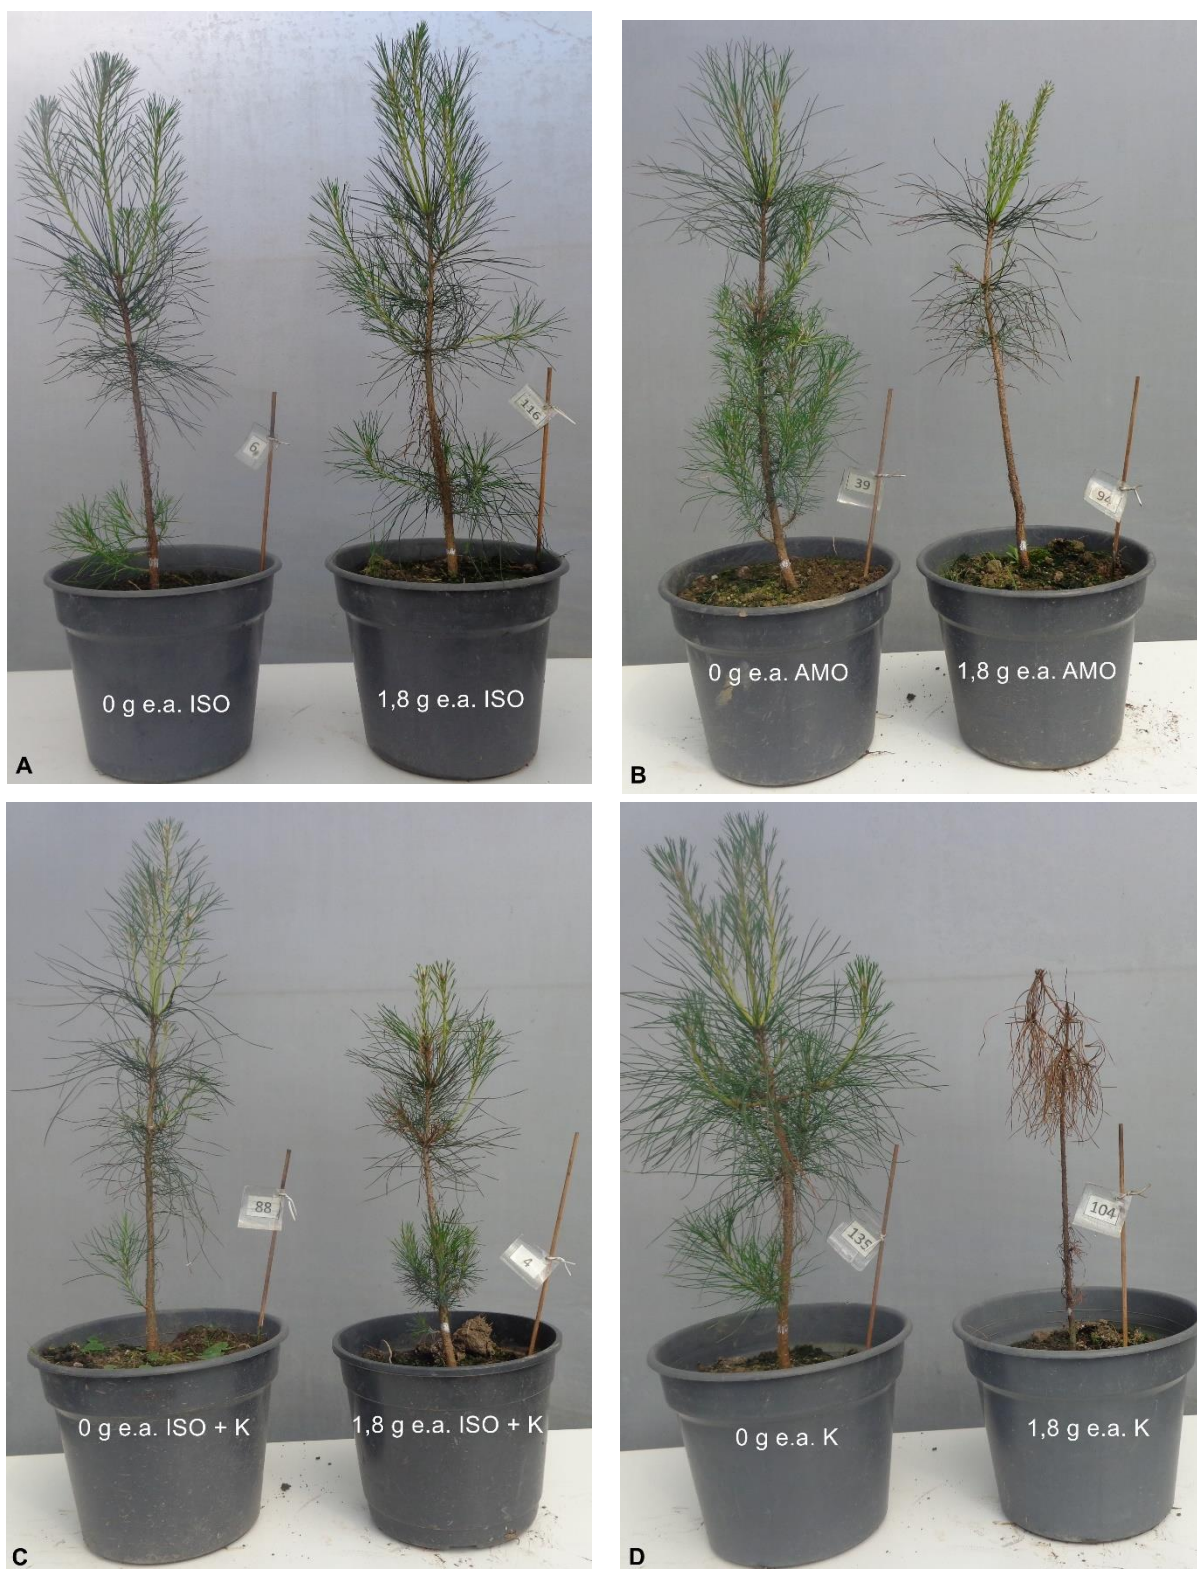 6
116
0 g e.a. ISO
1,8 g e.a. ISO
A
39
94
0 g e.a. AMO
1,8 g e.a. AMO
B
88
4
0 g e.a. ISO + K
1,8 g e.a. ISO + K
C
135
104
0 g e.a. K
1,8 g e.a. K
D